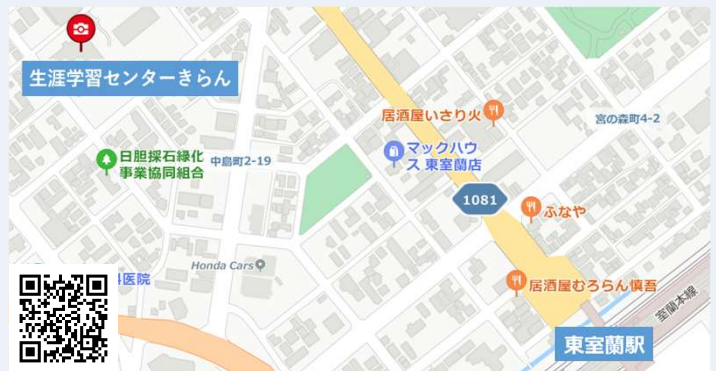 生涯学習センターきらん
居酒屋いさり火
宮の森町4-2
マックハウ
ス 東室蘭店
日胆採石緑化
事業協同組合
中島町2-19
1081
ふなや
Honda Cars
科医院
居酒屋むろらん慎吾
室蘭本線
東室蘭駅